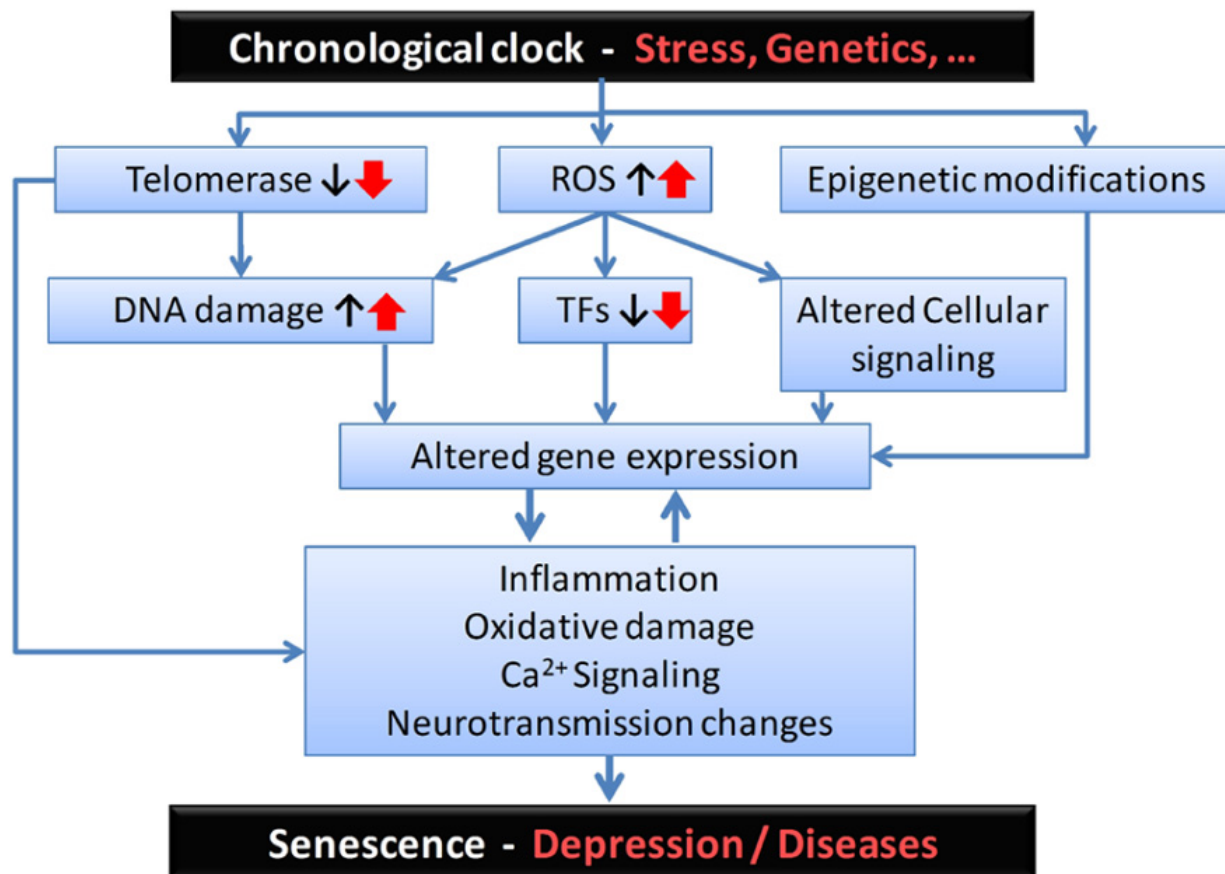 Chronological clock - Stress, Genetics, ...
Telomerase ↓
ROS ↑
Epigenetic modifications
DNA damage ↑
TFs ↓
Altered Cellular
signaling
Altered gene expression
Inflammation
Oxidative damage
Ca²⁺ Signaling
Neurotransmission changes
Senescence - Depression / Diseases